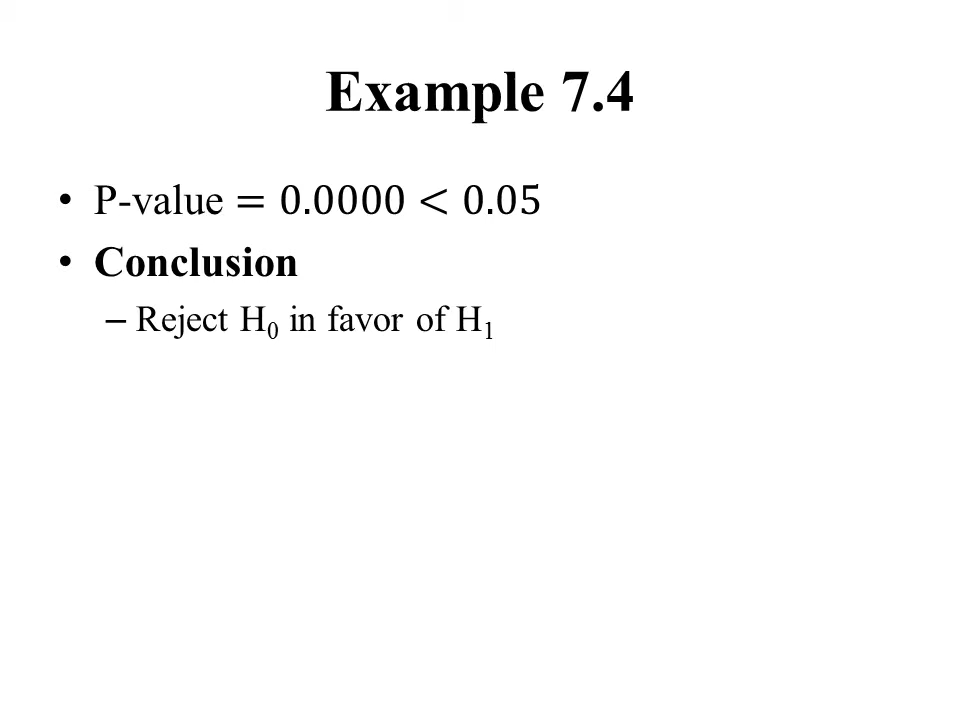 Example 7.4
• P-value = 0.0000 < 0.05
• Conclusion
– Reject H₀ in favor of H₁